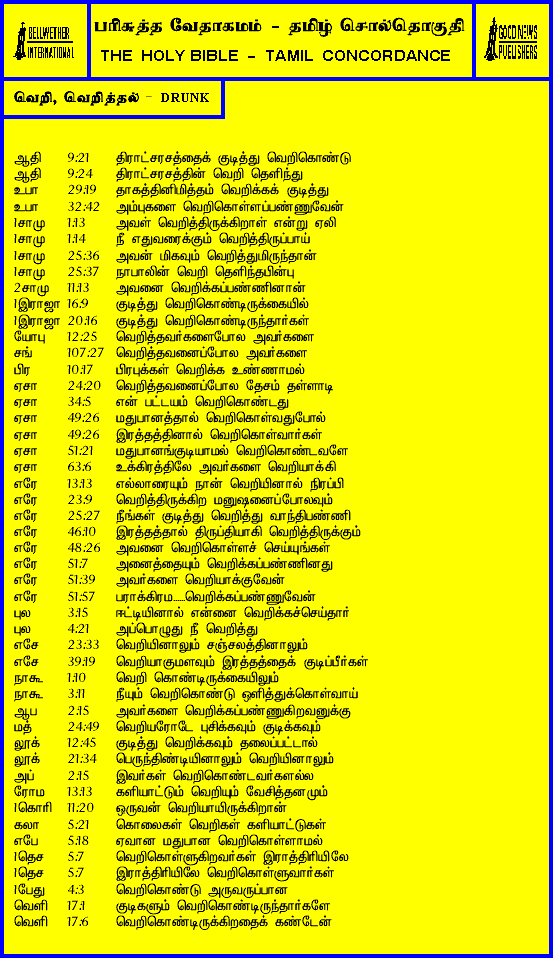 BELLWETHER INTERNATIONAL
பரிசுத்த வேதாகமம் - தமிழ் சொல்தொகுதி
THE HOLY BIBLE - TAMIL CONCORDANCE
GOOD NEWS PUBLISHERS
வெறி, வெறித்தல் - DRUNK
ஆதி 9:21 திராட்சரசத்தைக் குடித்து வெறிகொண்டு
ஆதி 9:24 திராட்சரசத்தின் வெறி தெளிந்து
உபா 29:19 தாகத்தினிமித்தம் வெறிக்கக் குடித்து
உபா 32:42 அம்புகளை வெறிகொள்ளப்பண்ணுவேன்
1சாமு 1:13 அவள் வெறித்திருக்கிறாள் என்று ஏலி
1சாமு 1:14 நீ எதுவரைக்கும் வெறித்திருப்பாய்
1சாமு 25:36 அவன் மிகவும் வெறித்துமிருந்தான்
1சாமு 25:37 நாபாலின் வெறி தெளிந்தபின்பு
2சாமு 11:13 அவனை வெறிக்கப்பண்ணினான்
1இராஜா 16:9 குடித்து வெறிகொண்டிருக்கையில்
1இராஜா 20:16 குடித்து வெறிகொண்டிருந்தார்கள்
யோபு 12:25 வெறித்தவர்களைபோல அவர்களை
சங் 107:27 வெறித்தவனைப்போல அவர்களை
பிர 10:17 பிரபுக்கள் வெறிக்க உண்ணாமல்
ஏசா 24:20 வெறித்தவனைப்போல தேசம் தள்ளாடி
ஏசா 34:5 என் பட்டயம் வெறிகொண்டது
ஏசா 49:26 மதுபானத்தால் வெறிகொள்வதுபோல்
ஏசா 49:26 இரத்தத்தினால் வெறிகொள்வார்கள்
ஏசா 51:21 மதுபானங்குடியாமல் வெறிகொண்டவளே
ஏசா 63:6 உக்கிரத்திலே அவர்களை வெறியாக்கி
எரே 13:13 எல்லாரையும் நான் வெறியினால் நிரப்பி
எரே 23:9 வெறித்திருக்கிற மனுஷனைப்போலவும்
எரே 25:27 நீங்கள் குடித்து வெறித்து வாந்திபண்ணி
எரே 46:10 இரத்தத்தால் திருப்தியாகி வெறித்திருக்கும்
எரே 48:26 அவனை வெறிகொள்ளச் செய்யுங்கள்
எரே 51:7 அனைத்தையும் வெறிக்கப்பண்ணினது
எரே 51:39 அவர்களை வெறியாக்குவேன்
எரே 51:57 பராக்கிரம.....வெறிக்கப்பண்ணுவேன்
புல 3:15 ஈட்டியினால் என்னை வெறிக்கச்செய்தார்
புல 4:21 அப்பொழுது நீ வெறித்து
எசே 23:33 வெறியினாலும் சஞ்சலத்தினாலும்
எசே 39:19 வெறியாகுமளவும் இரத்தத்தைக் குடிப்பீர்கள்
நாகூ 1:10 வெறி கொண்டிருக்கையிலும்
நாகூ 3:11 நீயும் வெறிகொண்டு ஒளித்துக்கொள்வாய்
ஆப 2:15 அவர்களை வெறிக்கப்பண்ணுகிறவனுக்கு
மத் 24:49 வெறியரோடே புசிக்கவும் குடிக்கவும்
லூக் 12:45 குடித்து வெறிக்கவும் தலைப்பட்டால்
லூக் 21:34 பெருந்திண்டியினாலும் வெறியினாலும்
அப் 2:15 இவர்கள் வெறிகொண்டவர்களல்ல
ரோம 13:13 களியாட்டும் வெறியும் வேசித்தனமும்
1கொரி 11:20 ஒருவன் வெறியாயிருக்கிறான்
கலா 5:21 கொலைகள் வெறிகள் களியாட்டுகள்
எபே 5:18 ஏவான மதுபான வெறிகொள்ளாமல்
1தெச 5:7 வெறிகொள்ளுகிறவர்கள் இராத்திரியிலே
1தெச 5:7 இராத்திரியிலே வெறிகொள்ளுவார்கள்
1பேது 4:3 வெறிகொண்டு அருவருப்பான
வெளி 17:1 குடிகளும் வெறிகொண்டிருந்தார்களே
வெளி 17:6 வெறிகொண்டிருக்கிறதைக் கண்டேன்